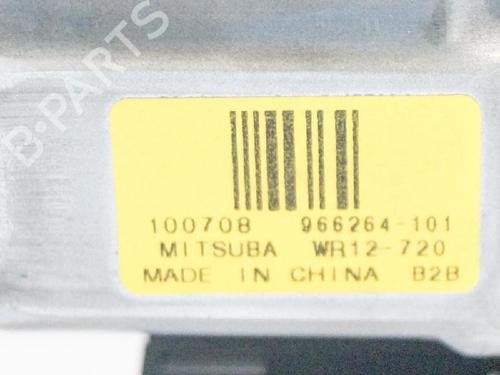 B-PARTS
100708 966264-101
MITSUBA WR12-720
MADE IN CHINA B2B